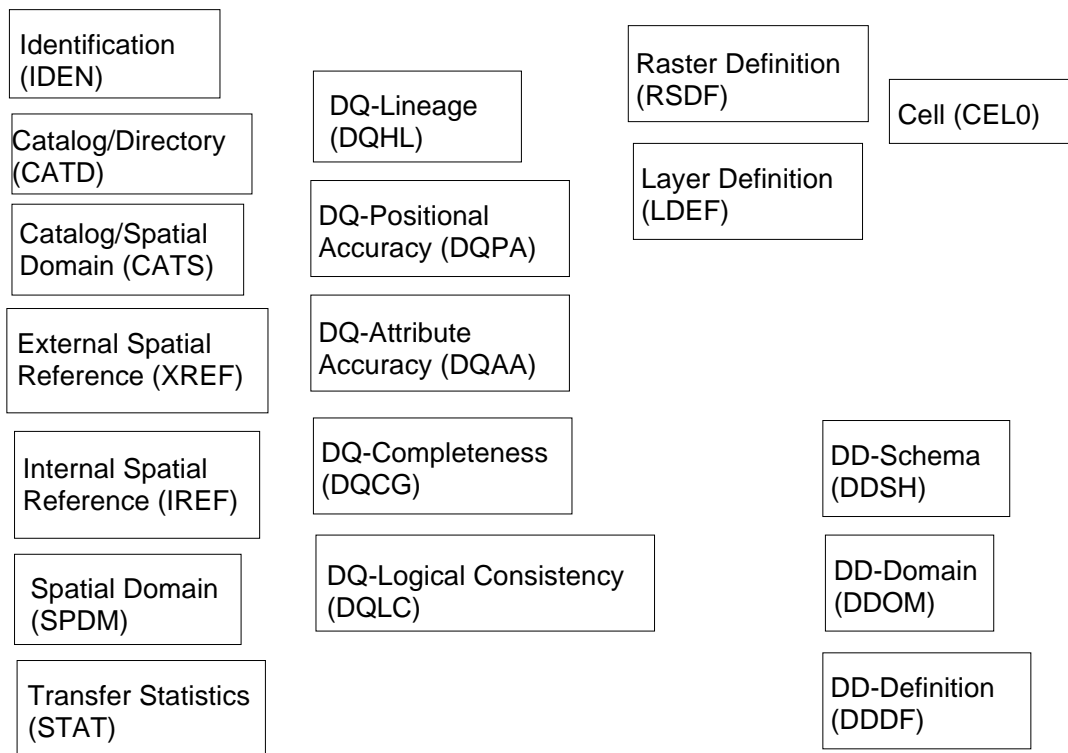 Identification
(IDEN)
Catalog/Directory
(CATD)
Catalog/Spatial
Domain (CATS)
External Spatial
Reference (XREF)
Internal Spatial
Reference (IREF)
Spatial Domain
(SPDM)
Transfer Statistics
(STAT)
DQ-Lineage
(DQHL)
DQ-Positional
Accuracy (DQPA)
DQ-Attribute
Accuracy (DQAA)
DQ-Completeness
(DQCG)
DQ-Logical Consistency
(DQLC)
Raster Definition
(RSDF)
Layer Definition
(LDEF)
Cell (CEL0)
DD-Schema
(DDSH)
DD-Domain
(DDOM)
DD-Definition
(DDDF)